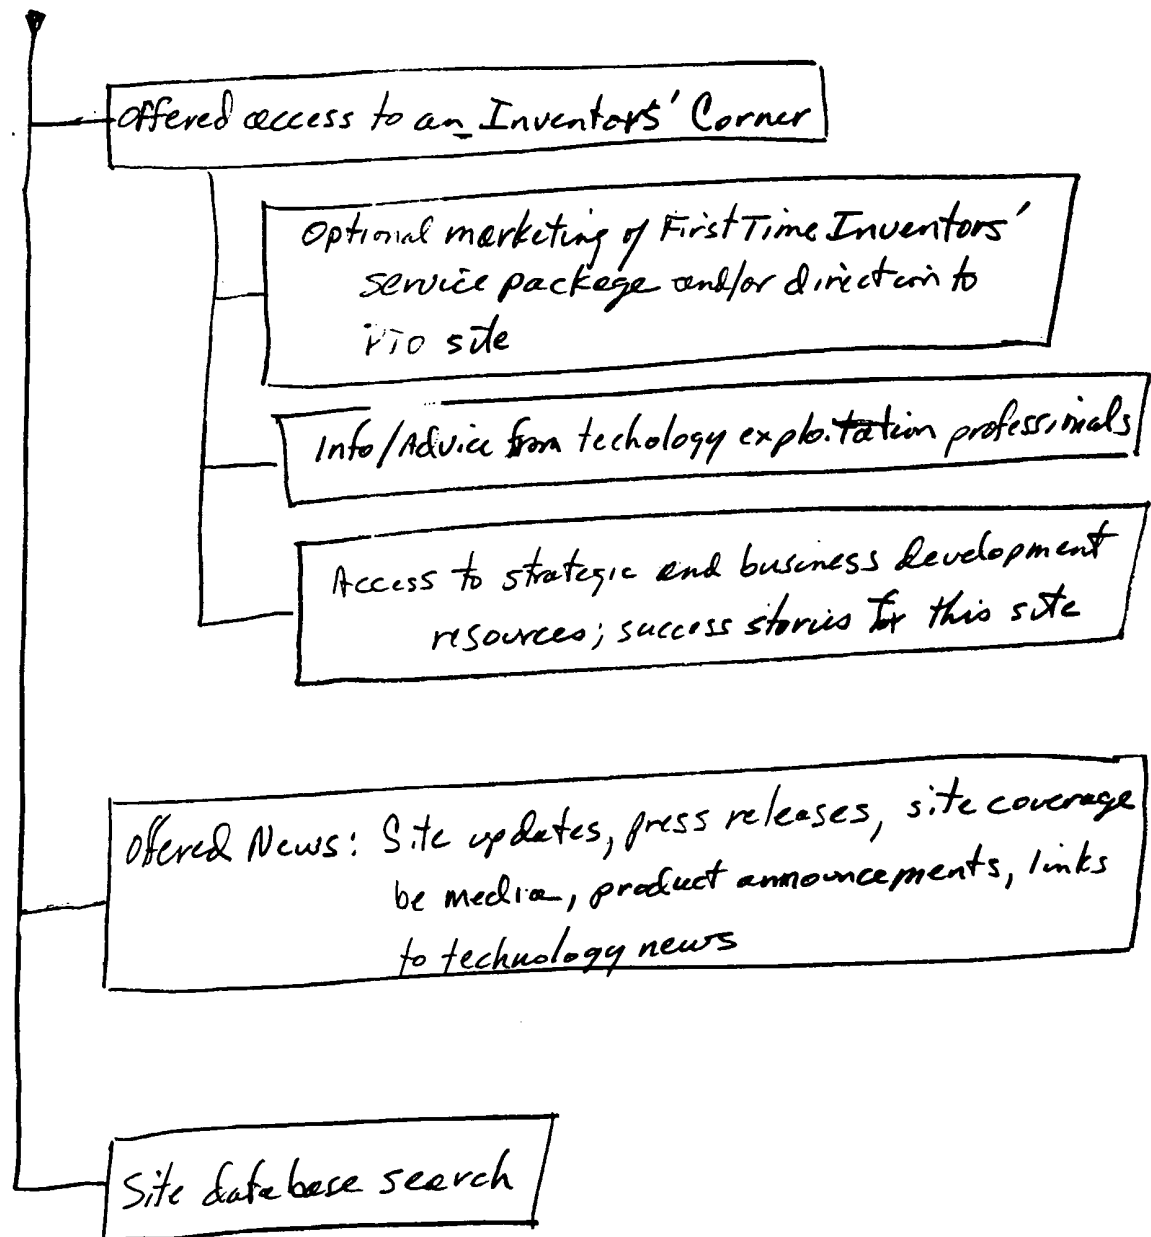 Offered access to an Inventors' Corner
Optional marketing of First Time Inventors'
service package and/or direction to
PTO site
Info/Advice from techology exploitation professionals
Access to strategic and business development
resources; success stories for this site
Offered News: Site updates, press releases, site coverage
be media, product announcements, links
to technology news
Site database search